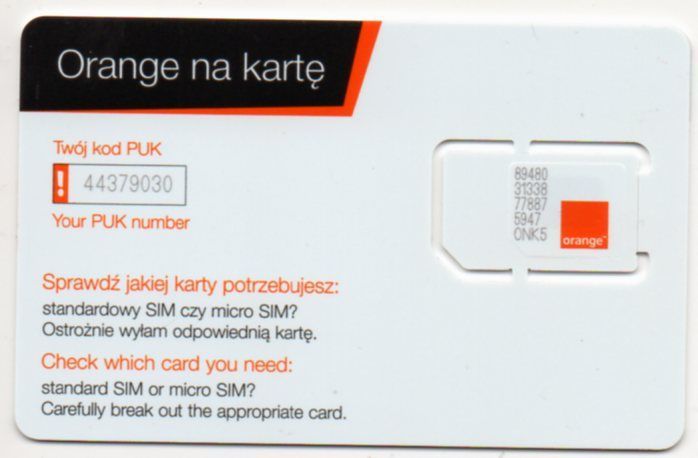 Orange na kartę
Twój kod PUK
! 44379030
Your PUK number
89480
31338
77887
5947
ONK5
orange™
Sprawdź jakiej karty potrzebujesz:
standardowy SIM czy micro SIM?
Ostrożnie wyłam odpowiednią kartę.
Check which card you need:
standard SIM or micro SIM?
Carefully break out the appropriate card.